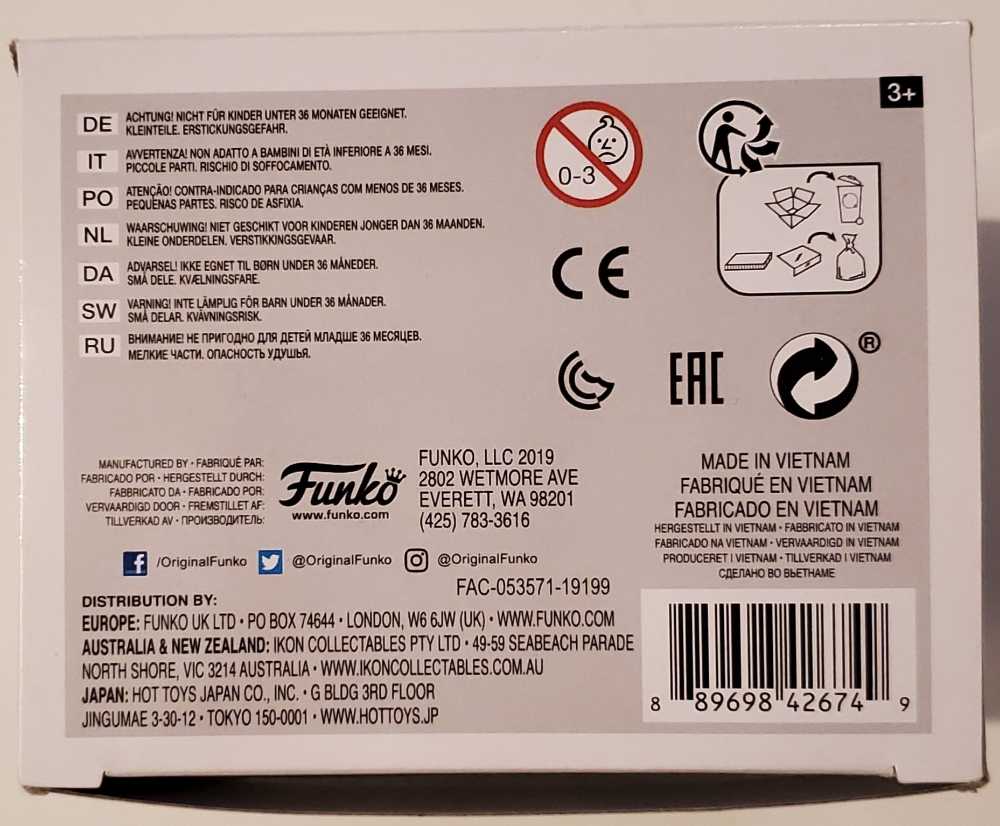 3+
DE ACHTUNG! NICHT FÜR KINDER UNTER 36 MONATEN GEEIGNET.
KLEINTEILE. ERSTICKUNGSGEFAHR.
IT AVVERTENZA! NON ADATTO A BAMBINI DI ETÀ INFERIORE A 36 MESI.
PICCOLE PARTI. RISCHIO DI SOFFOCAMENTO.
PO ATENÇÃO! CONTRA-INDICADO PARA CRIANÇAS COM MENOS DE 36 MESES.
PEQUENAS PARTES. RISCO DE ASFIXIA.
NL WAARSCHUWING! NIET GESCHIKT VOOR KINDEREN JONGER DAN 36 MAANDEN.
KLEINE ONDERDELEN. VERSTIKKINGSGEVAAR.
DA ADVARSEL! IKKE EGNET TIL BØRN UNDER 36 MÅNEDER.
SMÅ DELE. KVÆLNINGSFARE.
SW VARNING! INTE LÄMPLIG FÖR BARN UNDER 36 MÅNADER.
SMÅ DELAR. KVÄVNINGSRISK.
RU ВНИМАНИЕ! НЕ ПРИГОДНО ДЛЯ ДЕТЕЙ МЛАДШЕ 36 МЕСЯЦЕВ.
МЕЛКИЕ ЧАСТИ. ОПАСНОСТЬ УДУШЬЯ.
0-3
CE
EAC
®
MANUFACTURED BY • FABRIQUÉ PAR:
FABRICADO POR • HERGESTELLT DURCH:
FABBRICATO DA • FABRICADO POR:
VERVAARDIGD DOOR • FREMSTILLET AF:
TILLVERKAD AV • ПРОИЗВОДИТЕЛЬ:
Funko
www.funko.com
FUNKO, LLC 2019
2802 WETMORE AVE
EVERETT, WA 98201
(425) 783-3616
MADE IN VIETNAM
FABRIQUÉ EN VIETNAM
FABRICADO EN VIETNAM
HERGESTELLT IN VIETNAM • FABBRICATO IN VIETNAM
FABRICADO NA VIETNAM • VERVAARDIGD IN VIETNAM
PRODUCERET I VIETNAM • TILLVERKAD I VIETNAM
СДЕЛАНО ВО ВЬЕТНАМЕ
f /OriginalFunko @OriginalFunko @OriginalFunko
FAC-053571-19199
DISTRIBUTION BY:
EUROPE: FUNKO UK LTD • PO BOX 74644 • LONDON, W6 6JW (UK) • WWW.FUNKO.COM
AUSTRALIA & NEW ZEALAND: IKON COLLECTABLES PTY LTD • 49-59 SEABEACH PARADE
NORTH SHORE, VIC 3214 AUSTRALIA • WWW.IKONCOLLECTABLES.COM.AU
JAPAN: HOT TOYS JAPAN CO., INC. • G BLDG 3RD FLOOR
JINGUMAE 3-30-12 • TOKYO 150-0001 • WWW.HOTTOYS.JP
8 89698 42674 9